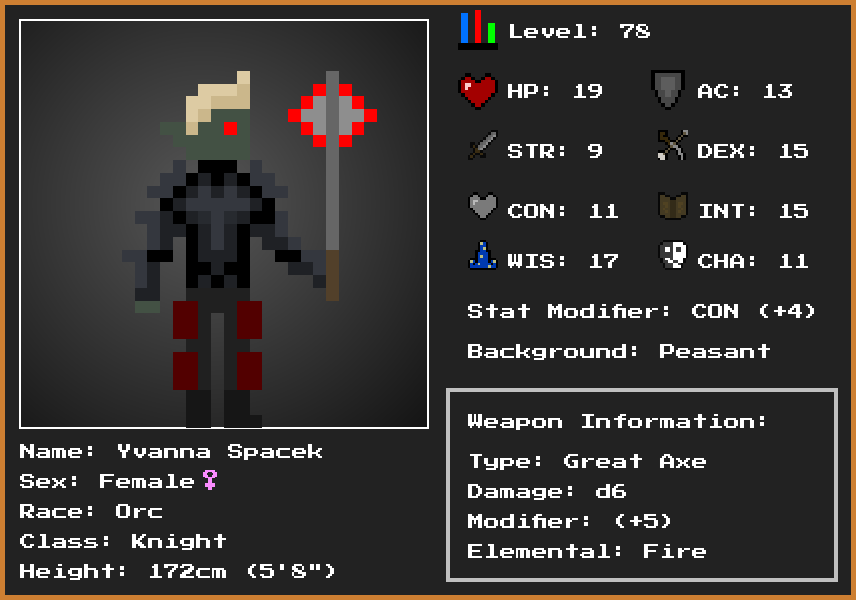 Level: 78
HP: 19 AC: 13
STR: 9 DEX: 15
CON: 11 INT: 15
WIS: 17 CHA: 11
Stat Modifier: CON (+4)
Background: Peasant
Weapon Information:
Type: Great Axe
Damage: d6
Modifier: (+5)
Elemental: Fire
Name: Yvanna Spacek
Sex: Female♀
Race: Orc
Class: Knight
Height: 172cm (5'8")